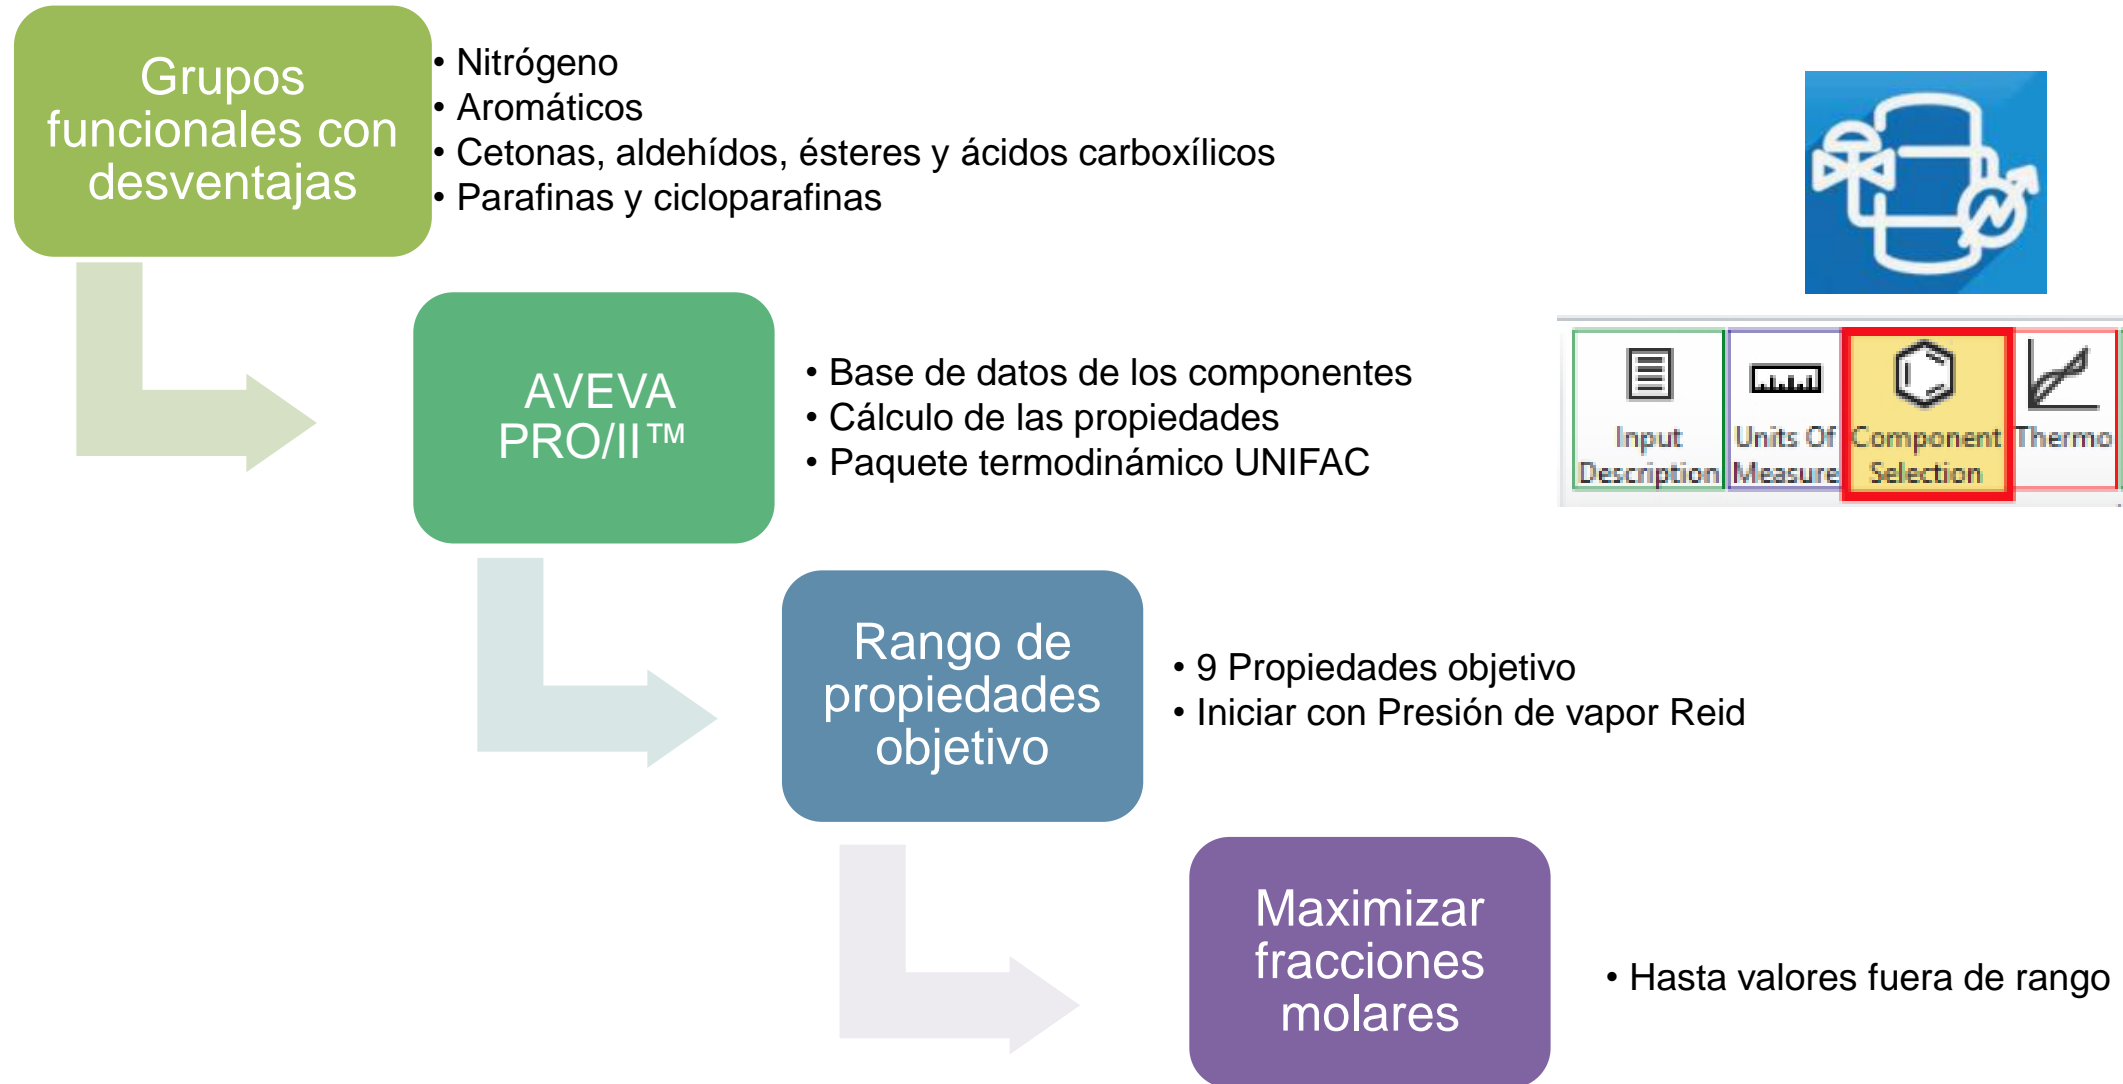 Grupos
funcionales con
desventajas
• Nitrógeno
• Aromáticos
• Cetonas, aldehídos, ésteres y ácidos carboxílicos
• Parafinas y cicloparafinas
AVEVA
PRO/II™
• Base de datos de los componentes
• Cálculo de las propiedades
• Paquete termodinámico UNIFAC
Input
Description
Units Of
Measure
Component
Selection
Thermo
Rango de
propiedades
objetivo
• 9 Propiedades objetivo
• Iniciar con Presión de vapor Reid
Maximizar
fracciones
molares
• Hasta valores fuera de rango